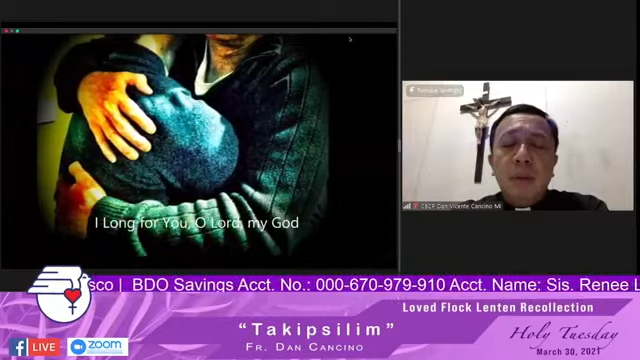 I Long for You, O Lord, my God
CBCP Dan Vicente Cancino MI
sco | BDO Savings Acct. No.: 000-670-979-910 Acct. Name: Sis. Renee L
Loved Flock Lenten Recollection
"Takipsilim"
Holy Tuesday
Fr. Dan Cancino
March 30, 2021
f LIVE zoom